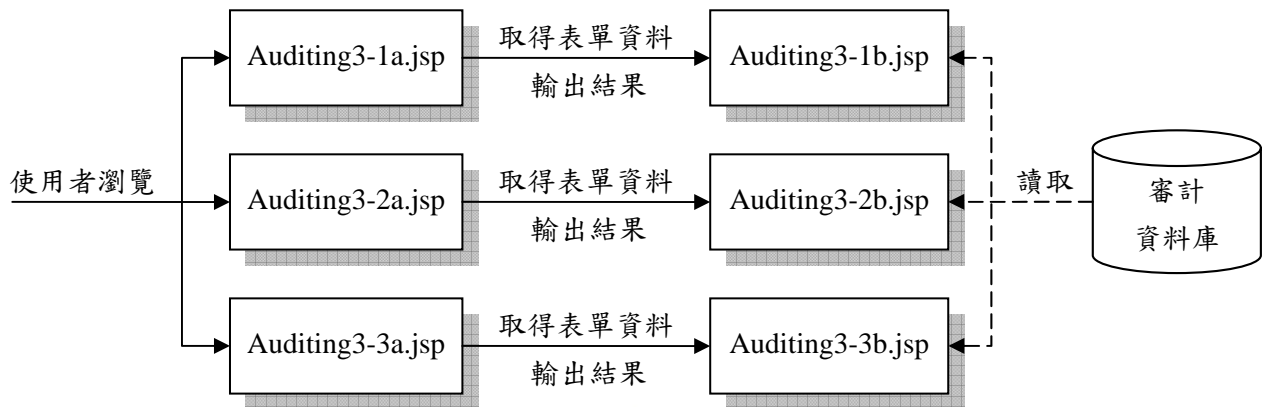 Auditing3-1a.jsp
取得表單資料
輸出結果
Auditing3-1b.jsp
使用者瀏覽
Auditing3-2a.jsp
取得表單資料
輸出結果
Auditing3-2b.jsp
讀取
審計
資料庫
Auditing3-3a.jsp
取得表單資料
輸出結果
Auditing3-3b.jsp